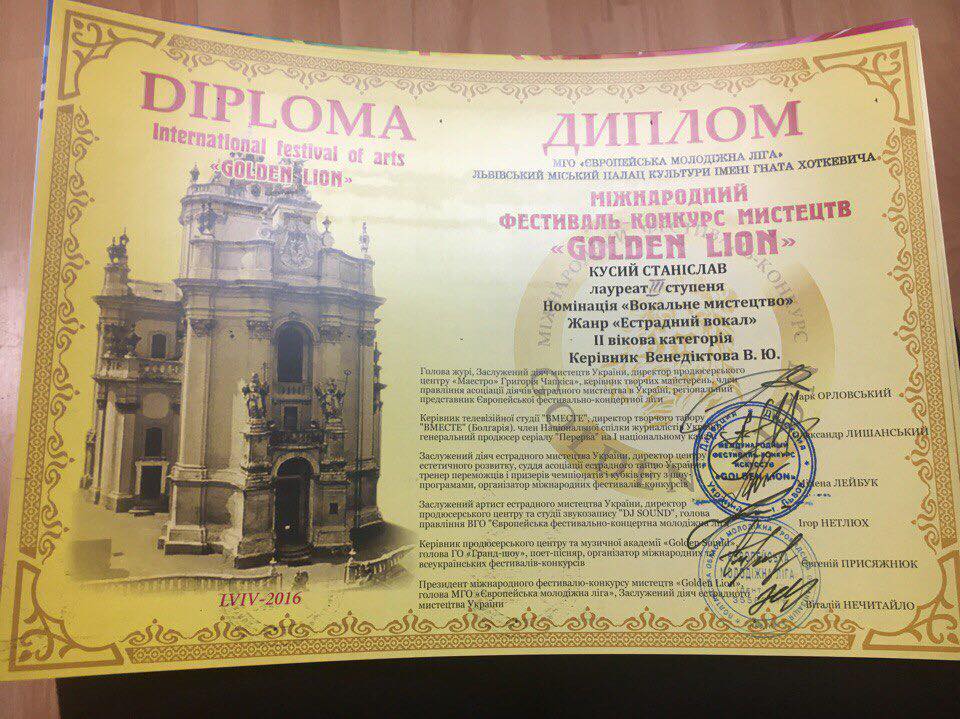 DIPLOMA
International festival of arts
«GOLDEN LION»
LVIV-2016
ДИПЛОМ
МГО «ЄВРОПЕЙСЬКА МОЛОДІЖНА ЛІГА»
ЛЬВІВСЬКИЙ МІСЬКИЙ ПАЛАЦ КУЛЬТУРИ ІМЕНІ ГНАТА ХОТКЕВИЧА
МІЖНАРОДНИЙ
ФЕСТИВАЛЬ-КОНКУРС МИСТЕЦТВ
«GOLDEN LION»
КУСИЙ СТАНІСЛАВ
лауреат III ступеня
Номінація «Вокальне мистецтво»
Жанр «Естрадний вокал»
II вікова категорія
Керівник Венедіктова В. Ю.
Голова журі, Заслужений діяч мистецтв України, директор продюсерського
центру «Маестро» Григорія Чапкіса», керівник творчих майстерень, член
правління асоціації діячів естрадного мистецтва в Україні, регіональний
представник Європейської фестивально-концертної ліги
Марк ОРЛОВСЬКИЙ
Керівник телевізійної студії "ВМЕСТЕ", директор творчого табору
"ВМЕСТЕ" (Болгарія). член Національної спілки журналістів
генеральний продюсер серіалу "Перерва" на I національному
Олександр ЛИШАНСЬКИЙ
Заслужений діяч естрадного мистецтва України, директор центру
естетичного розвитку, суддя асоціації естрадного танцю України
тренер переможців і призерів чемпіонатів і кубків світу з
програмами, організатор міжнародних фестивалів-конкурсів
ЛЕЙБУК
Заслужений артист естрадного мистецтва України, директор
продюсерського центру та студії звукозапису "DJ SOUND", голова
правління ВГО "Європейська фестивально-концертна молодіжна ліга
Ігор НЕТЛЮХ
Керівник продюсерського центру та музичної академії «Golden Sound»
голова ГО «Гранд-шоу», поет-пісняр, організатор міжнародних
всеукраїнських фестивалів-конкурсів
Євгеній ПРИСЯЖНЮК
Президент міжнародного фестивалю-конкурсу мистецтв «Golden Lion»,
голова МГО «Європейська молодіжна ліга», Заслужений діяч естрадного
мистецтва України
Віталій НЕЧИТАЙЛО
МЕЖДУНАРОДНЫЙ
ФЕСТИВАЛЬ-КОНКУРС
ИСКУССТВ
«GOLDEN LION»